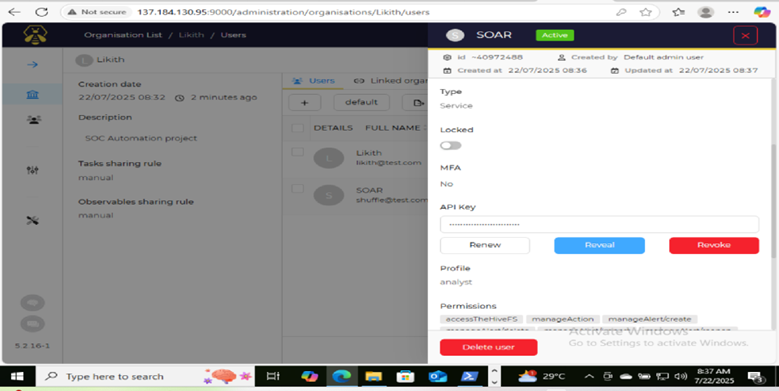 Not secure 137.184.130.95:9000/administration/organisations/Likith/users
Organisation List / Likith / Users
Likith
Creation date
22/07/2025 08:32 2 minutes ago
Description
SOC Automation project
Tasks sharing rule
manual
Observables sharing rule
manual
5.2.16-1
Users Linked organ
+ default
DETAILS FULL NAME
L Likith
likith@test.com
S SOAR
shuffle@test.com
S SOAR Active
id ~40972488 Created by Default admin user
Created at 22/07/2025 08:36 Updated at 22/07/2025 08:37
Type
Service
Locked
MFA
No
API Key
Renew Reveal Revoke
Profile
analyst
Permissions
accessTheHiveFS manageAction manageAlert/create
Activate Windows
Go to Settings to activate Windows.
Delete user
Type here to search
29°C
8:37 AM
7/22/2025